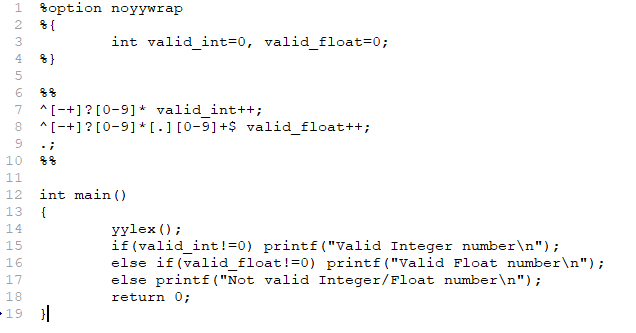 1 %option noyywrap
2 %{
3 int valid_int=0, valid_float=0;
4 %}
5
6 %%
7 ^[-+]?[0-9]* valid_int++;
8 ^[-+]?[0-9]*[.][0-9]+$ valid_float++;
9 .;
10 %%
11
12 int main()
13 {
14 yylex();
15 if(valid_int!=0) printf("Valid Integer number\n");
16 else if(valid_float!=0) printf("Valid Float number\n");
17 else printf("Not valid Integer/Float number\n");
18 return 0;
19 }